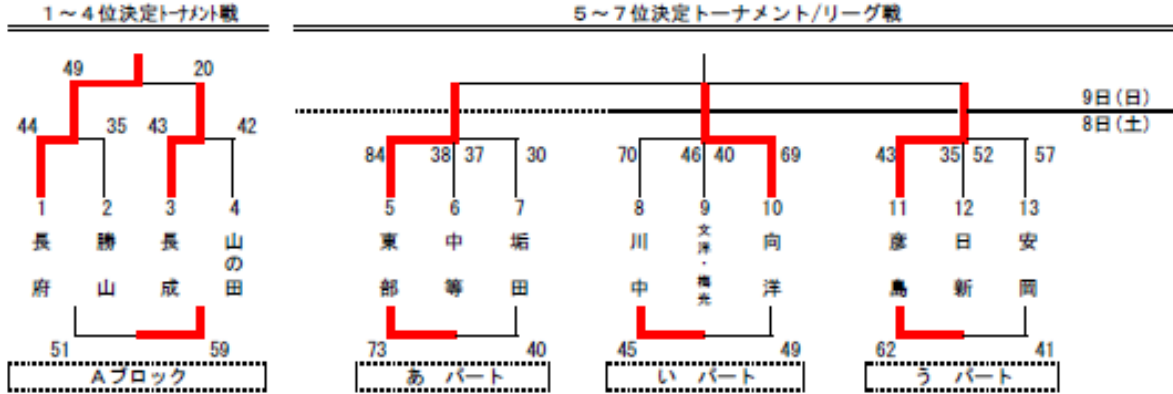 1～4位決定トーナメント戦
5～7位決定トーナメント/リーグ戦
49 20
9日(日)
8日(土)
44 35 43 42
84 38 37 30
70 46 40 69
43 35 52 57
1 2 3 4 5 6 7 8 9 10 11 12 13
長府 勝山 長成 山の田 東部 中等 垢田 川中 文洋・梅光 向洋 彦島 日新 安岡
51 59 73 40 45 49 62 41
Aブロック
あ パート
い パート
う パート